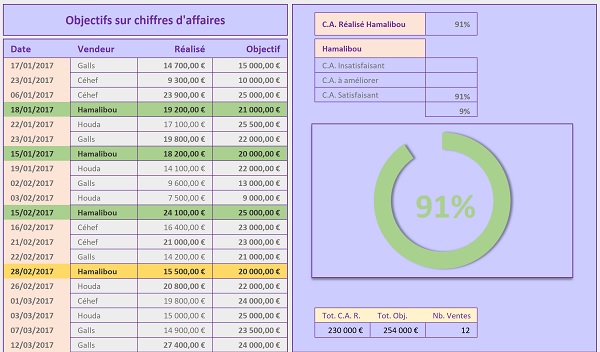 Objectifs sur chiffres d'affaires
Date Vendeur Réalisé Objectif
17/01/2017 Galls 14 700,00 € 15 000,00 €
23/01/2017 Céhef 9 300,00 € 10 000,00 €
06/01/2017 Céhef 23 900,00 € 25 000,00 €
18/01/2017 Hamalibou 19 200,00 € 21 000,00 €
22/01/2017 Houda 17 100,00 € 25 500,00 €
23/01/2017 Galls 19 800,00 € 22 000,00 €
15/01/2017 Hamalibou 18 200,00 € 20 000,00 €
19/01/2017 Houda 14 100,00 € 22 000,00 €
02/02/2017 Galls 9 600,00 € 13 000,00 €
03/02/2017 Houda 7 500,00 € 9 000,00 €
15/02/2017 Hamalibou 24 100,00 € 25 000,00 €
16/02/2017 Céhef 16 400,00 € 23 000,00 €
21/02/2017 Céhef 21 000,00 € 23 000,00 €
22/02/2017 Galls 14 200,00 € 21 000,00 €
28/02/2017 Hamalibou 15 500,00 € 20 000,00 €
26/02/2017 Houda 20 800,00 € 22 000,00 €
01/03/2017 Céhef 19 800,00 € 24 000,00 €
03/03/2017 Houda 15 000,00 € 25 000,00 €
07/03/2017 Galls 14 900,00 € 23 500,00 €
12/03/2017 Galls 27 400,00 € 24 000,00 €
C.A. Réalisé Hamalibou 91%
Hamalibou
C.A. Insatisfaisant
C.A. à améliorer
C.A. Satisfaisant 91%
9%
91%
Tot. C.A. R. Tot. Obj. Nb. Ventes
230 000 € 254 000 € 12